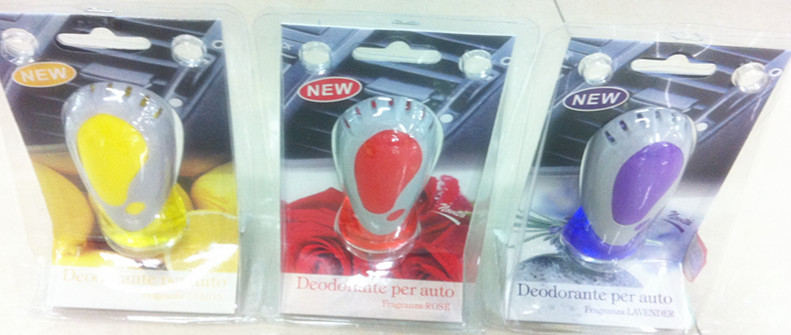 NEW
Deodorante per auto
NEW
Deodorante per auto
Fragranza ROSE
NEW
Deodorante per auto
Fragranza LAVENDER